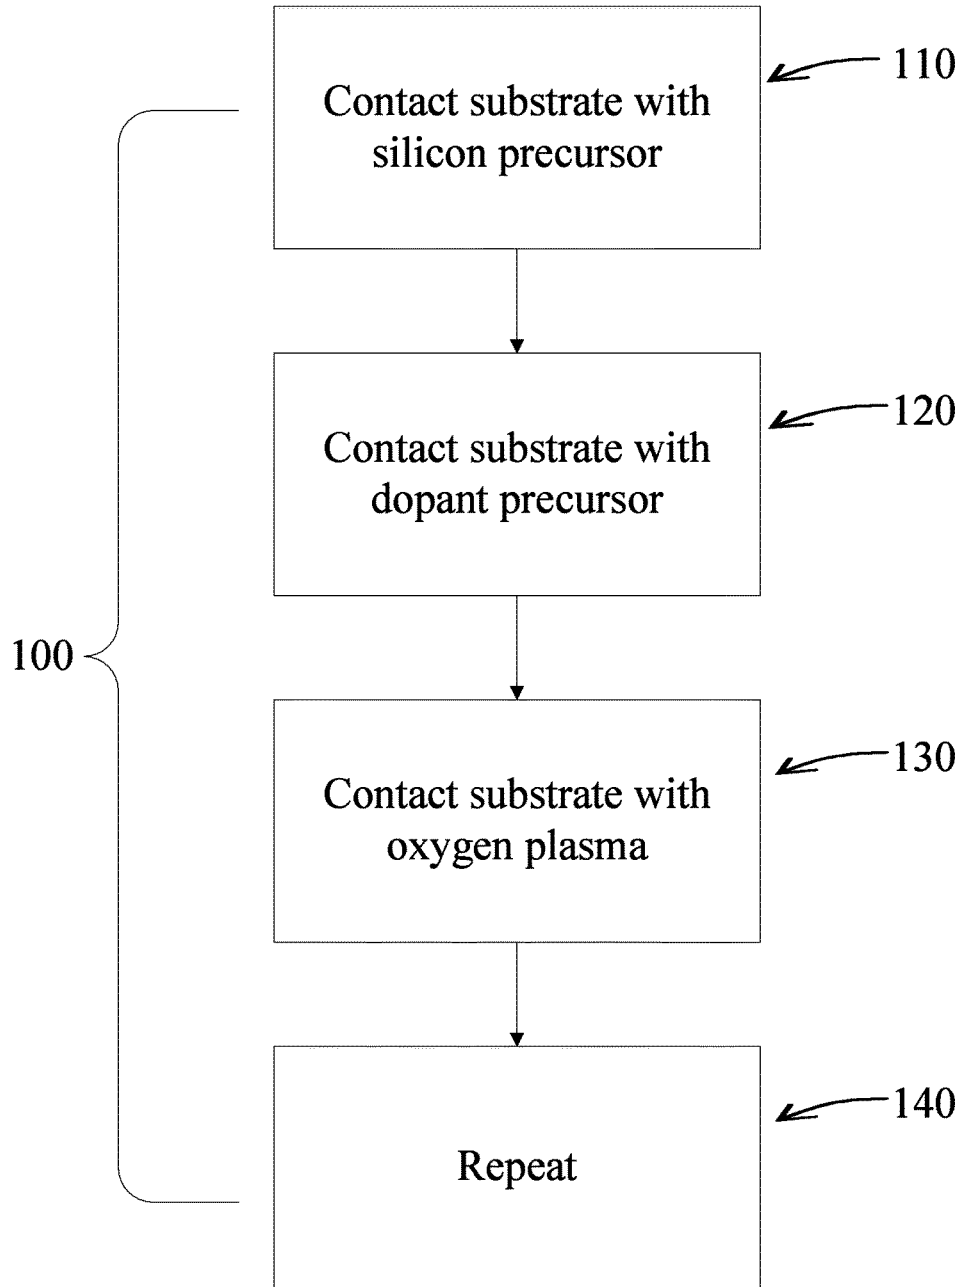 110
Contact substrate with
silicon precursor
120
Contact substrate with
dopant precursor
100
130
Contact substrate with
oxygen plasma
140
Repeat